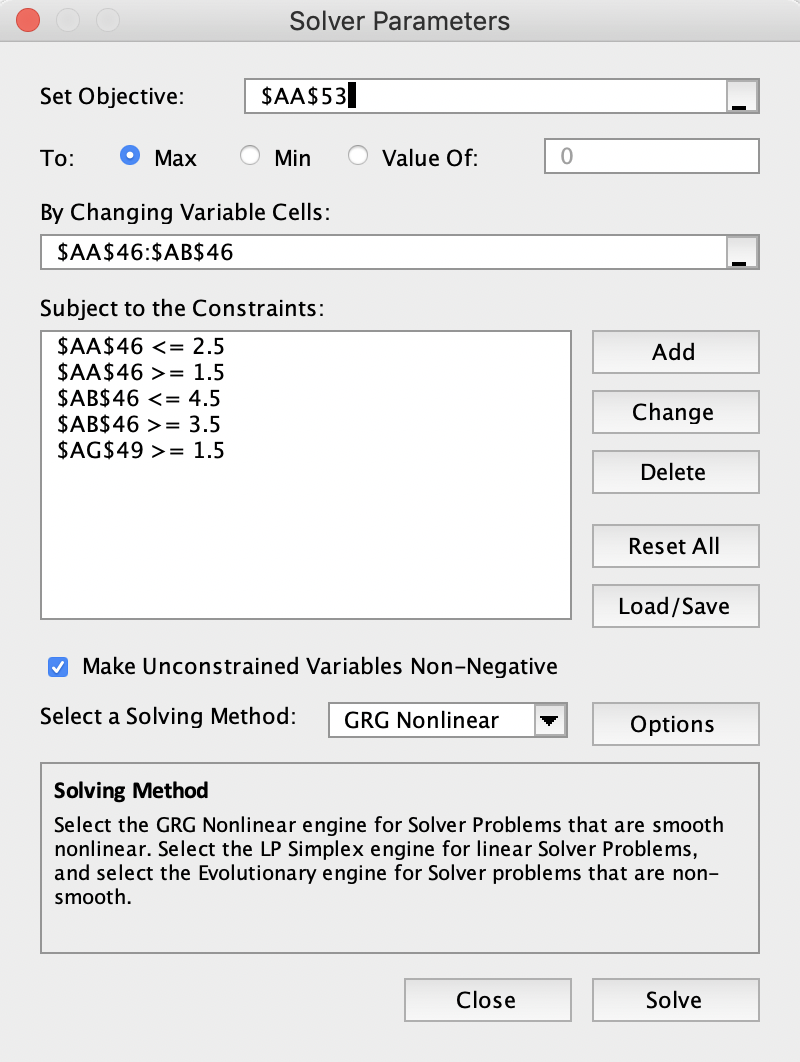 Solver Parameters
Set Objective: $AA$53
To: Max Min Value Of: 0
By Changing Variable Cells:
$AA$46:$AB$46
Subject to the Constraints:
$AA$46 <= 2.5
$AA$46 >= 1.5
$AB$46 <= 4.5
$AB$46 >= 3.5
$AG$49 >= 1.5
Add
Change
Delete
Reset All
Load/Save
Make Unconstrained Variables Non-Negative
Select a Solving Method: GRG Nonlinear Options
Solving Method
Select the GRG Nonlinear engine for Solver Problems that are smooth
nonlinear. Select the LP Simplex engine for linear Solver Problems,
and select the Evolutionary engine for Solver problems that are non-
smooth.
Close Solve